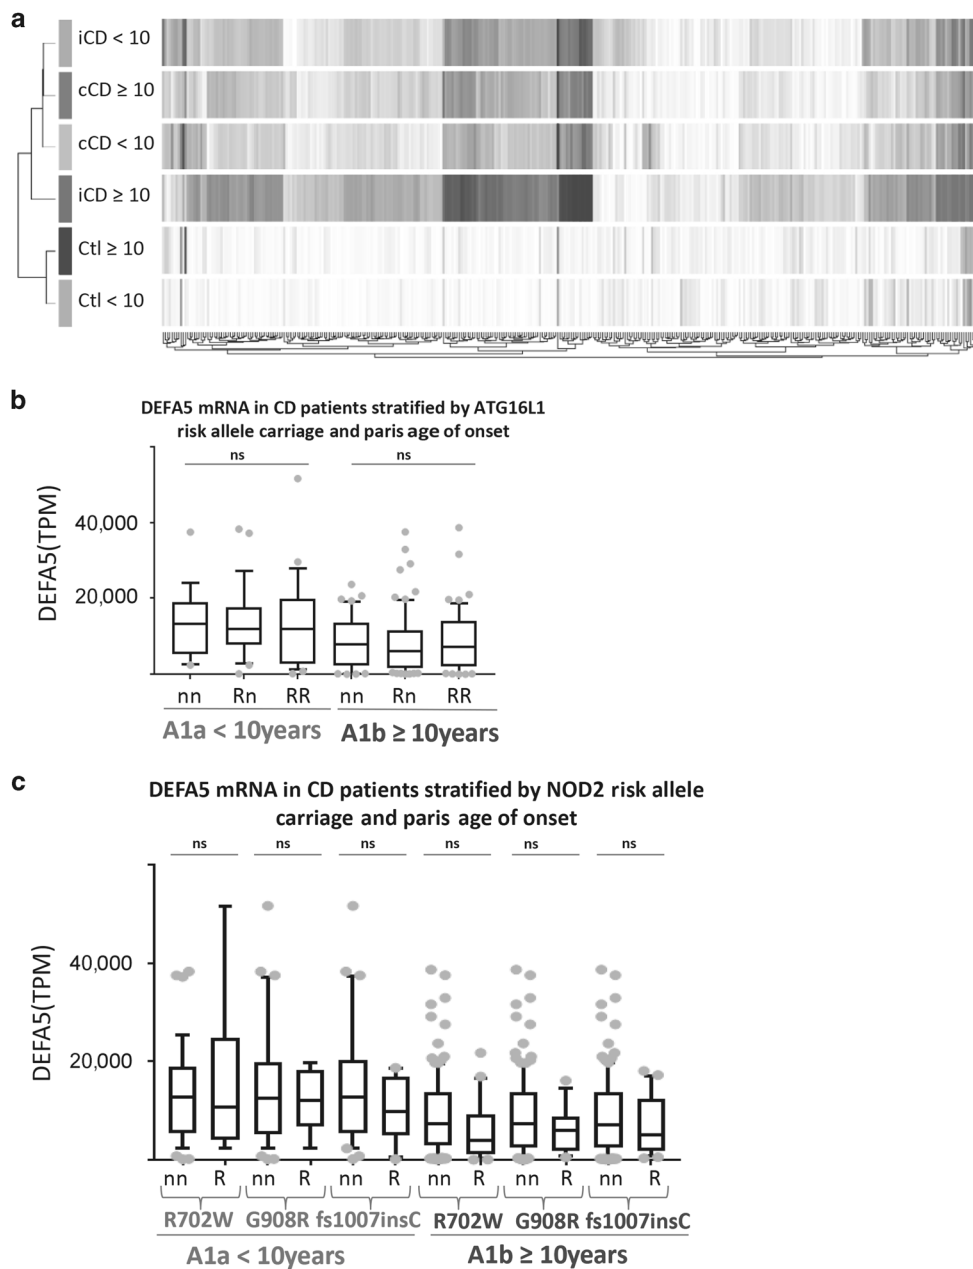 a
iCD < 10
cCD ≥ 10
cCD < 10
iCD ≥ 10
Ctl ≥ 10
Ctl < 10
b
DEFA5 mRNA in CD patients stratified by ATG16L1
risk allele carriage and paris age of onset
ns ns
DEFA5(TPM)
40,000
20,000
nn Rn RR nn Rn RR
A1a < 10years A1b ≥ 10years
c
DEFA5 mRNA in CD patients stratified by NOD2 risk allele
carriage and paris age of onset
ns ns ns ns ns ns
DEFA5(TPM)
40,000
20,000
nn R nn R nn R nn R nn R nn R
R702W G908R fs1007insC R702W G908R fs1007insC
A1a < 10years A1b ≥ 10years